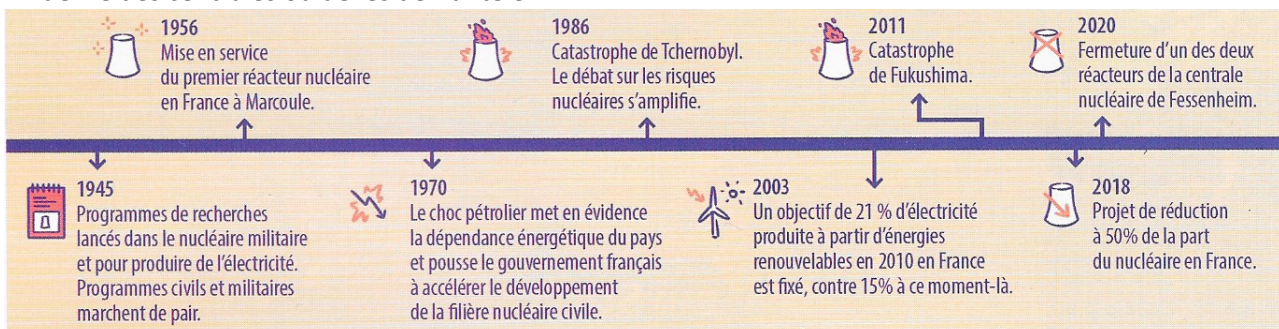 1956
Mise en service
du premier réacteur nucléaire
en France à Marcoule.
1986
Catastrophe de Tchernobyl.
Le débat sur les risques
nucléaires s'amplifie.
2011
Catastrophe
de Fukushima.
2020
Fermeture d'un des deux
réacteurs de la centrale
nucléaire de Fessenheim.
1945
Programmes de recherches
lancés dans le nucléaire militaire
et pour produire de l'électricité.
Programmes civils et militaires
marchent de pair.
1970
Le choc pétrolier met en évidence
la dépendance énergétique du pays
et pousse le gouvernement français
à accélérer le développement
de la filière nucléaire civile.
2003
Un objectif de 21 % d'électricité
produite à partir d'énergies
renouvelables en 2010 en France
est fixé, contre 15% à ce moment-là.
2018
Projet de réduction
à 50% de la part
du nucléaire en France.